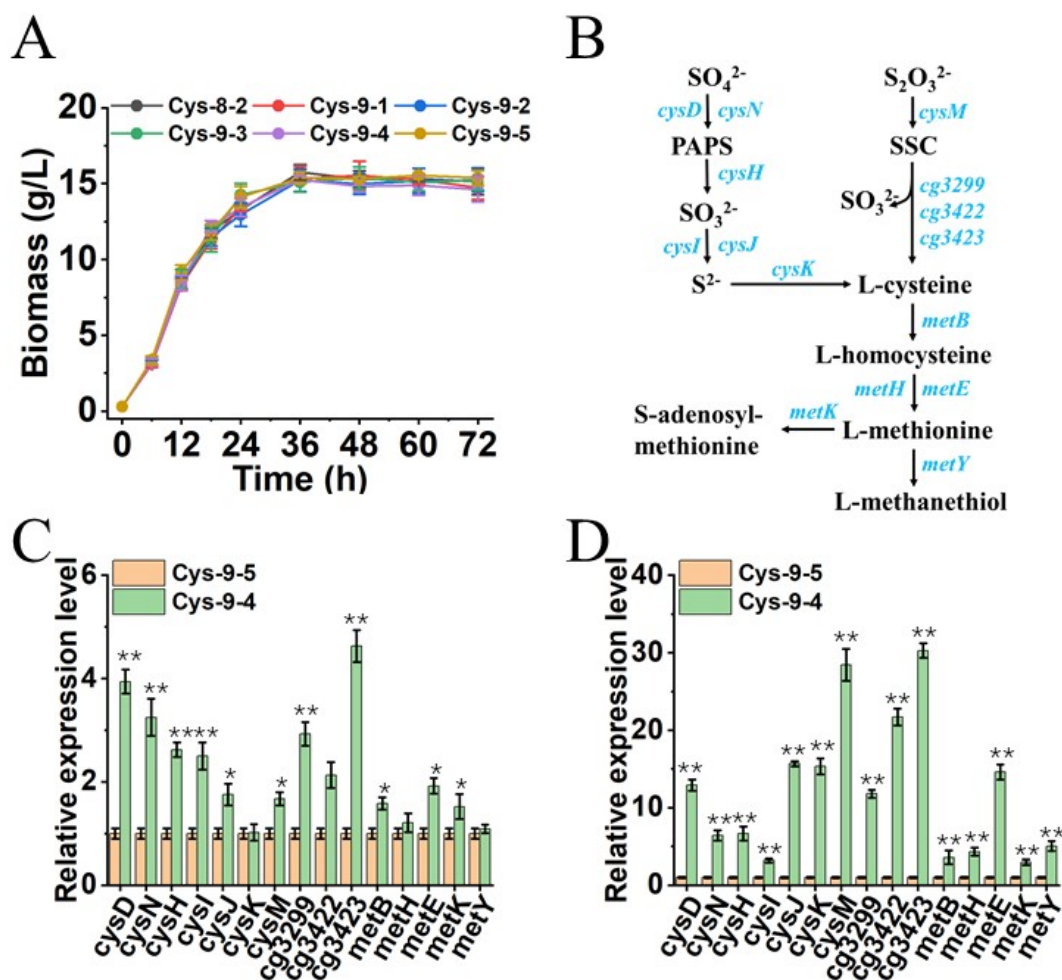 A
Cys-8-2 Cys-9-1 Cys-9-2
Cys-9-3 Cys-9-4 Cys-9-5
Biomass (g/L)
20
15
10
5
0
0 12 24 36 48 60 72
Time (h)
B
SO₄²⁻ S₂O₃²⁻
cysD cysN cysM
PAPS SSC
cysH
SO₃²⁻ cg3299
cg3422
cg3423
SO₃²⁻
cysI cysJ
S²⁻ cysK L-cysteine
metB
L-homocysteine
metH metE
S-adenosyl-
methionine
metK
L-methionine
metY
L-methanethiol
C
Cys-9-5
Cys-9-4
Relative expression level
6
4
2
0
** ** ** ** * * ** ** * * *
cysD cysN cysH cysI cysJ cysK cysM cg3299 cg3422 cg3423 metB metH metE metK metY
D
Cys-9-5
Cys-9-4
Relative expression level
40
30
20
10
0
** ** ** ** ** ** ** ** ** ** ** ** ** ** **
cysD cysN cysH cysI cysJ cysK cysM cg3299 cg3422 cg3423 metB metH metE metK metY